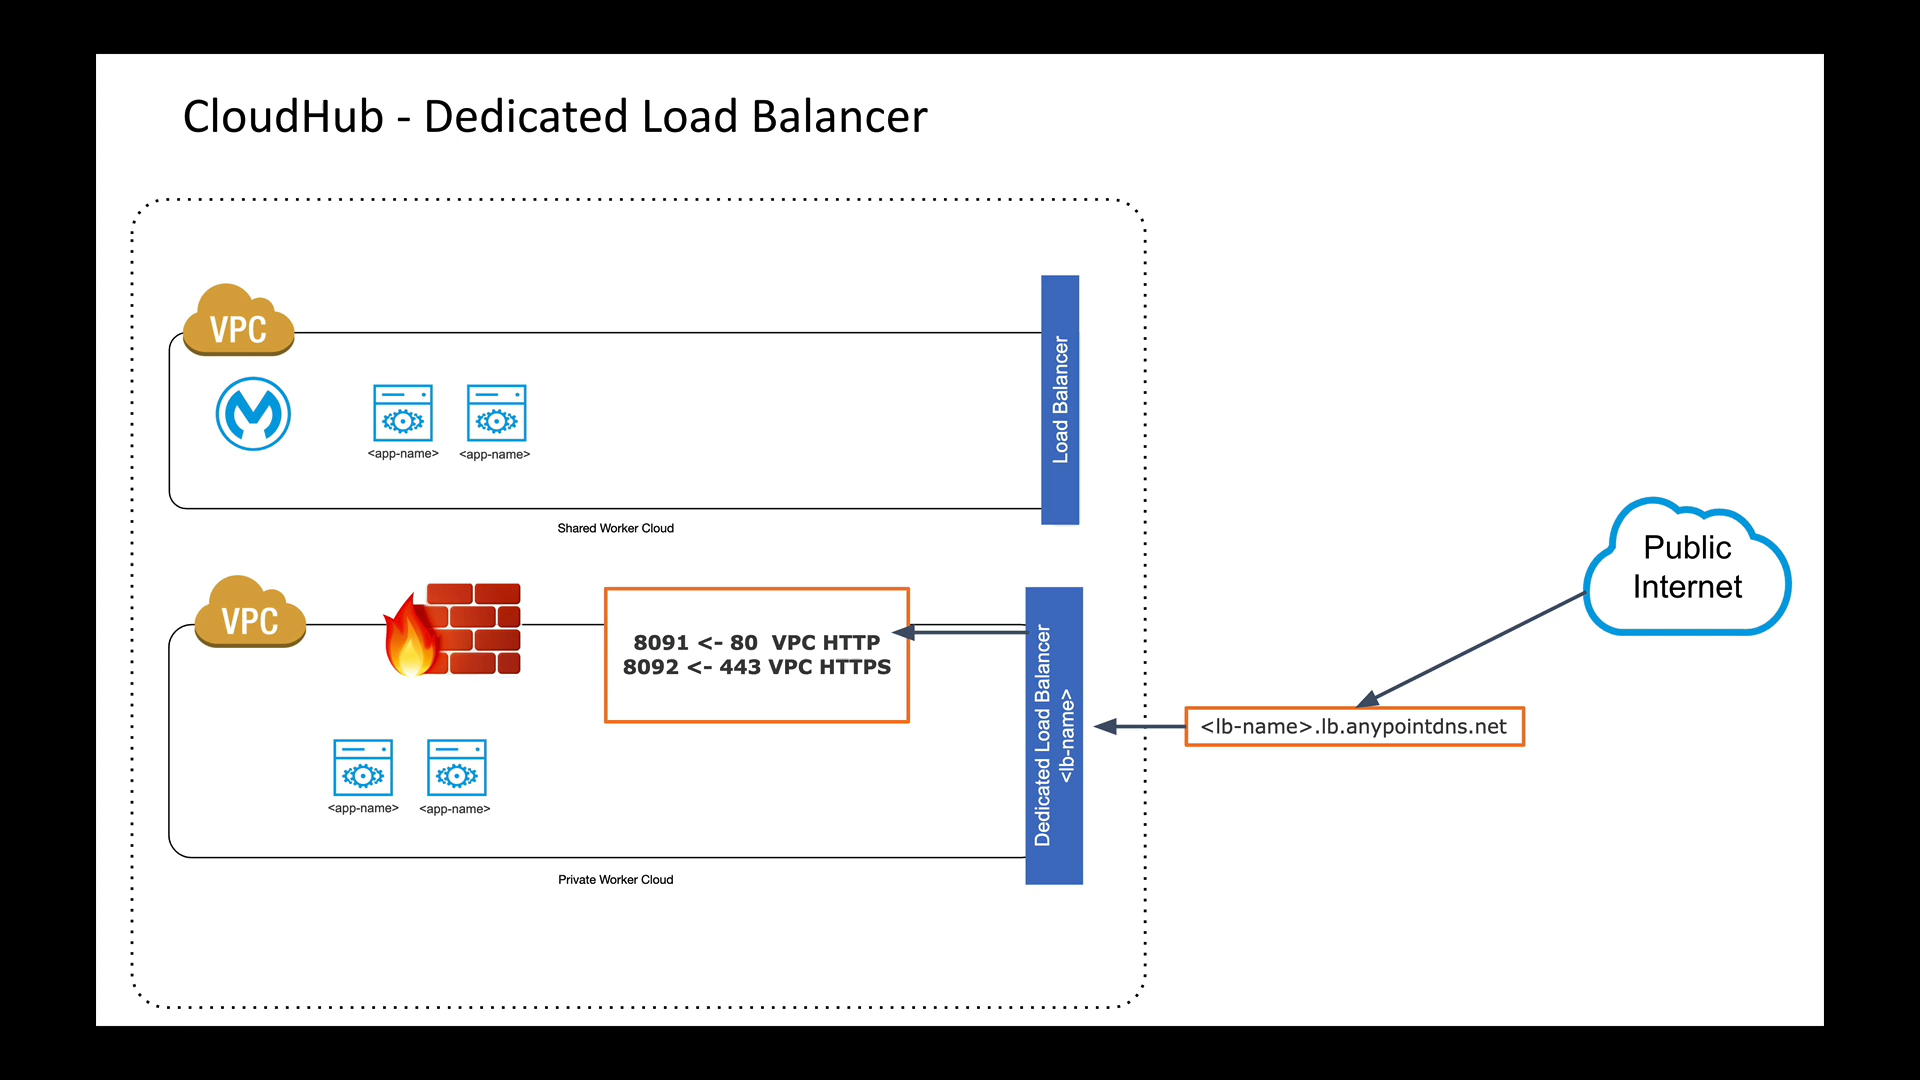 CloudHub - Dedicated Load Balancer
VPC
<app-name>
<app-name>
Load Balancer
Shared Worker Cloud
VPC
8091 <- 80  VPC HTTP
8092 <- 443 VPC HTTPS
<app-name>
<app-name>
Dedicated Load Balancer
<lb-name>
Private Worker Cloud
Public
Internet
<lb-name>.lb.anypointdns.net